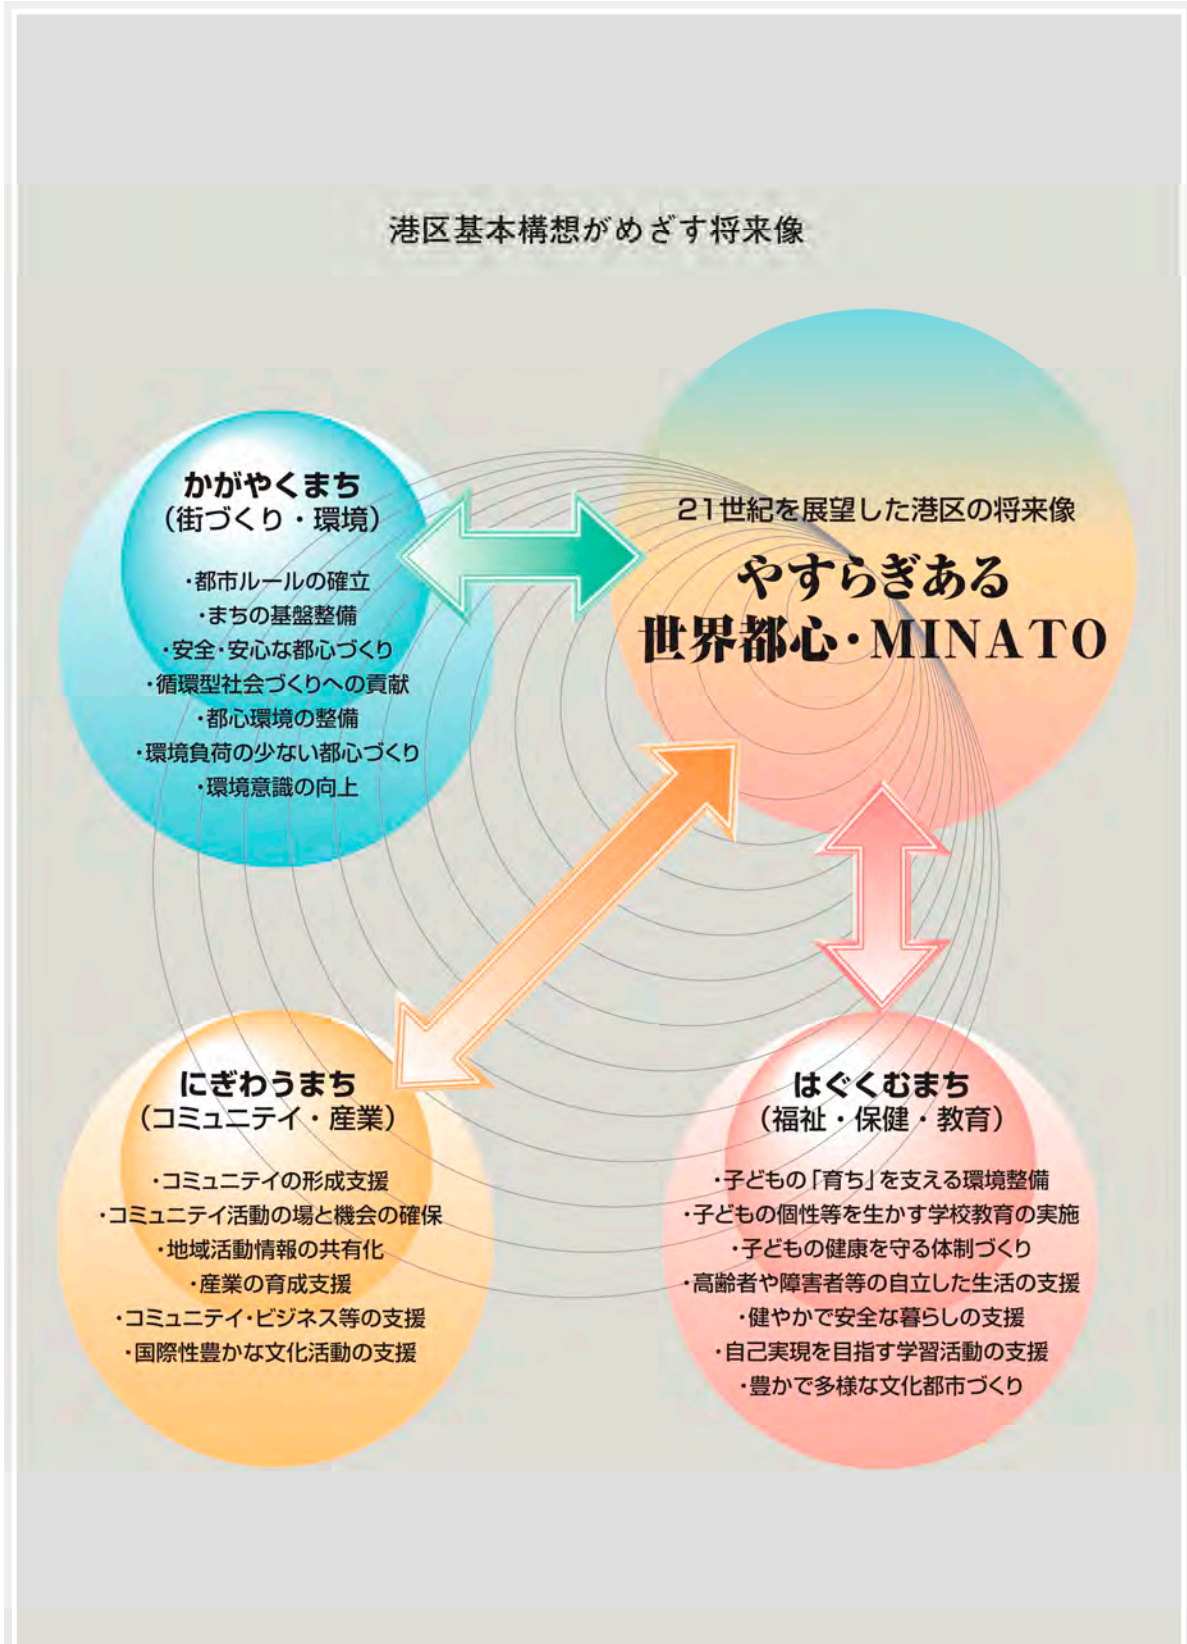 港区基本構想がめざす将来像
かがやくまち
（街づくり・環境）
・都市ルールの確立
・まちの基盤整備
・安全・安心な都心づくり
・循環型社会づくりへの貢献
・都心環境の整備
・環境負荷の少ない都心づくり
・環境意識の向上
21世紀を展望した港区の将来像
やすらぎある
世界都心・MINATO
にぎわうまち
（コミュニテイ・産業）
・コミュニテイの形成支援
・コミュニテイ活動の場と機会の確保
・地域活動情報の共有化
・産業の育成支援
・コミュニテイ・ビジネス等の支援
・国際性豊かな文化活動の支援
はぐくむまち
（福祉・保健・教育）
・子どもの「育ち」を支える環境整備
・子どもの個性等を生かす学校教育の実施
・子どもの健康を守る体制づくり
・高齢者や障害者等の自立した生活の支援
・健やかで安全な暮らしの支援
・自己実現を目指す学習活動の支援
・豊かで多様な文化都市づくり